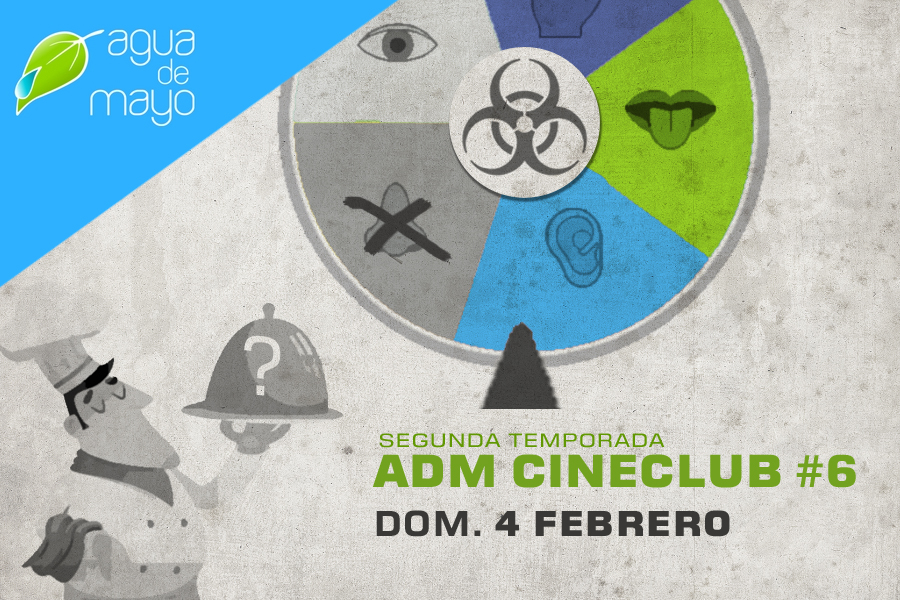 agua
de
mayo
?
SEGUNDA TEMPORADA
ADM CINECLUB #6
DOM. 4 FEBRERO